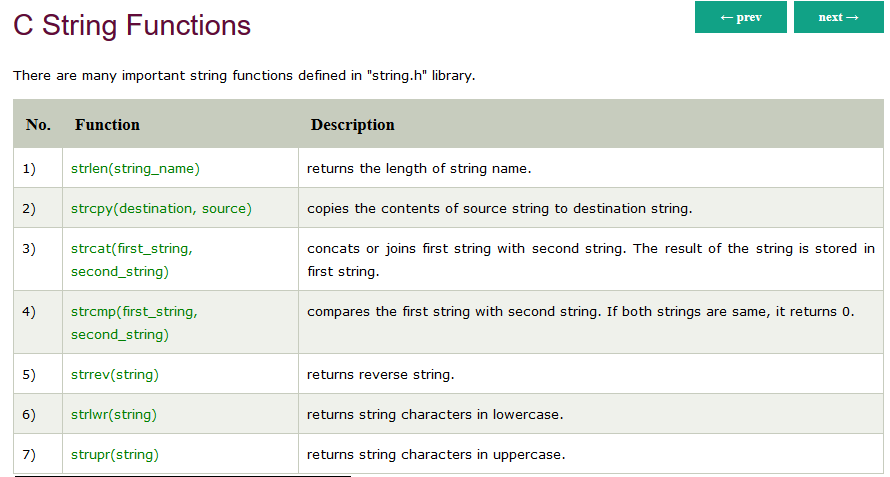 C String Functions
← prev
next →
There are many important string functions defined in "string.h" library.
No. Function Description
1) strlen(string_name) returns the length of string name.
2) strcpy(destination, source) copies the contents of source string to destination string.
3) strcat(first_string, concats or joins first string with second string. The result of the string is stored in
second_string) first string.
4) strcmp(first_string, compares the first string with second string. If both strings are same, it returns 0.
second_string)
5) strrev(string) returns reverse string.
6) strlwr(string) returns string characters in lowercase.
7) strupr(string) returns string characters in uppercase.